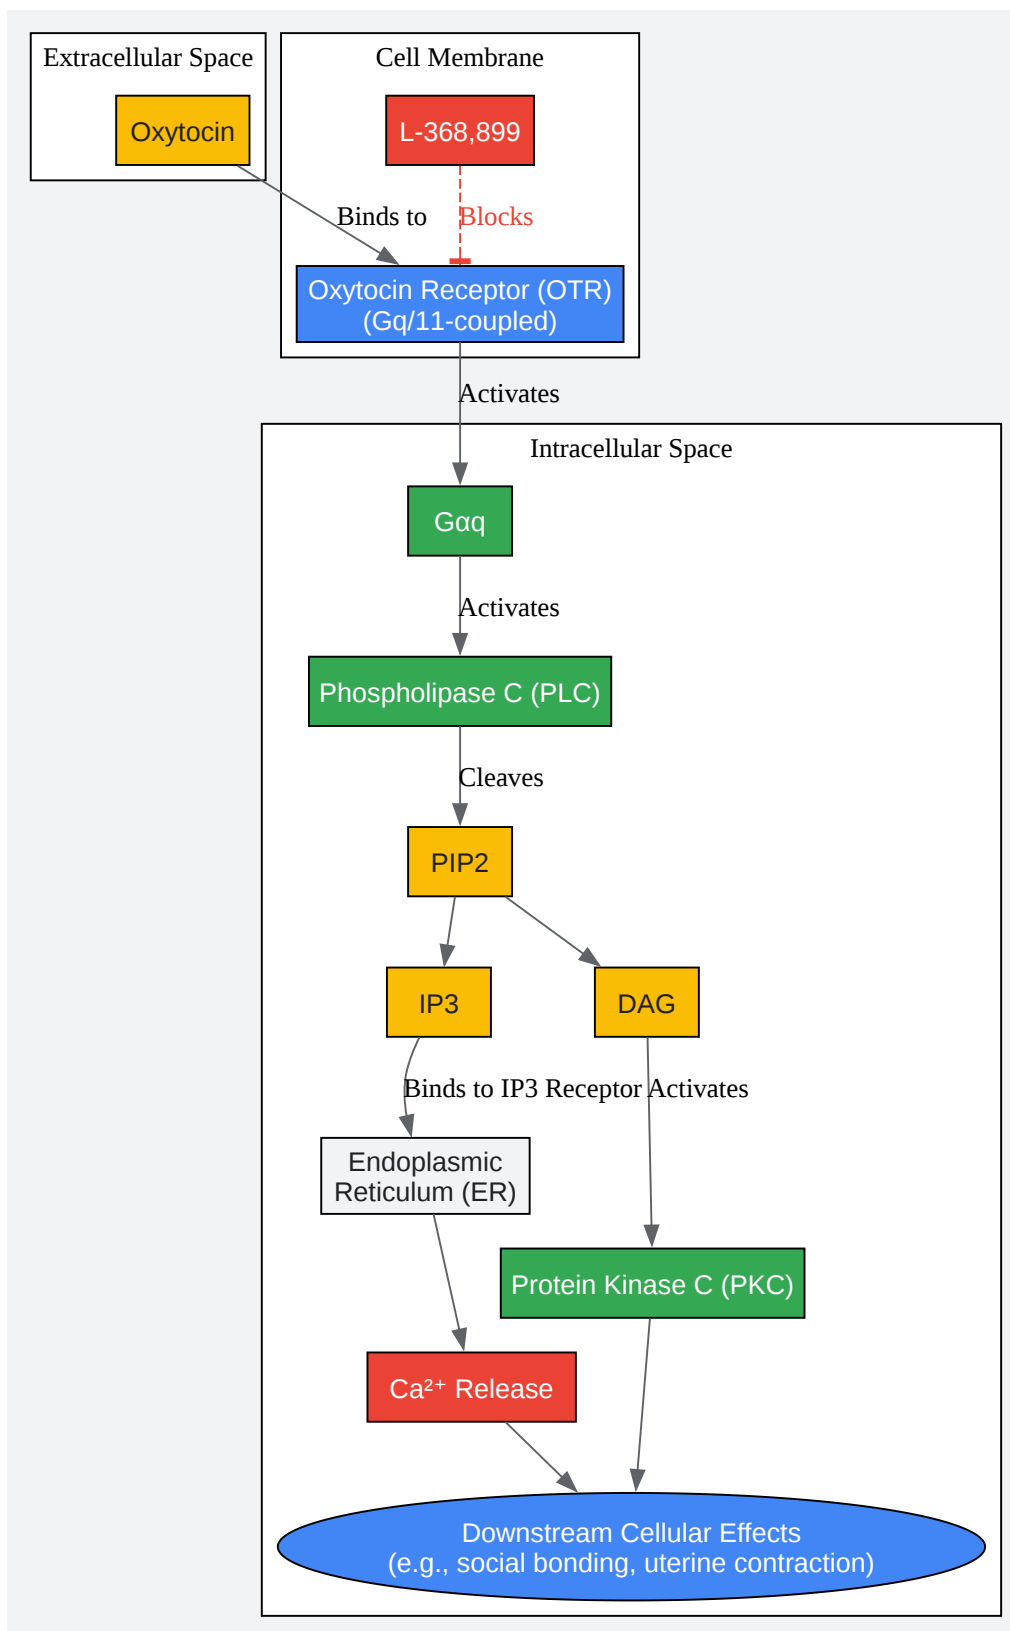 Extracellular Space
Cell Membrane
Oxytocin
L-368,899
Binds to
Blocks
Oxytocin Receptor (OTR)
(Gq/11-coupled)
Activates
Intracellular Space
Gαq
Activates
Phospholipase C (PLC)
Cleaves
PIP2
IP3
DAG
Binds to IP3 Receptor
Activates
Endoplasmic
Reticulum (ER)
Protein Kinase C (PKC)
Ca²⁺ Release
Downstream Cellular Effects
(e.g., social bonding, uterine contraction)